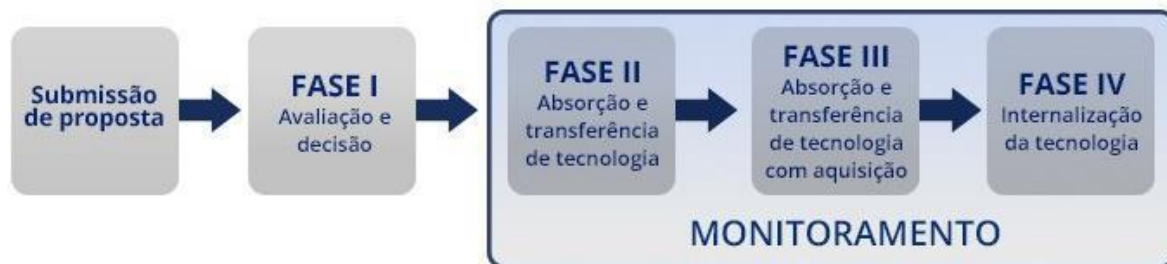 Submissão
de proposta
FASE I
Avaliação e
decisão
FASE II
Absorção e
transferência
de tecnologia
FASE III
Absorção e
transferência
de tecnologia
com aquisição
FASE IV
Internalização
da tecnologia
MONITORAMENTO